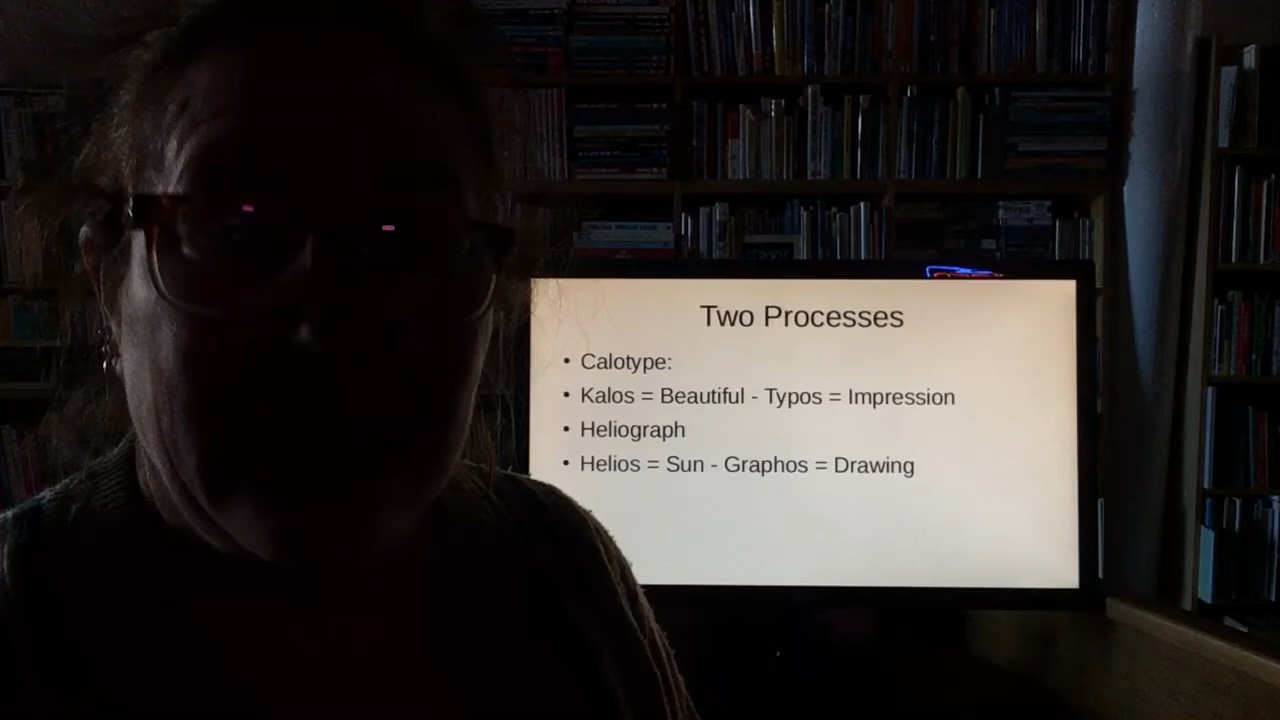 Two Processes
• Calotype:
• Kalos = Beautiful - Typos = Impression
• Heliograph
• Helios = Sun - Graphos = Drawing